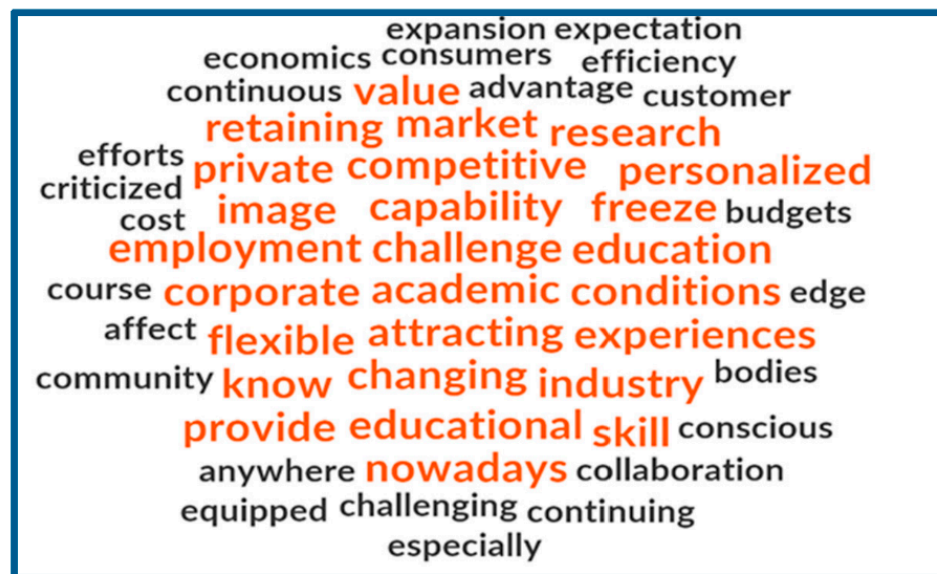 expansion expectation
economics consumers efficiency
continuous value advantage customer
retaining market research
efforts private competitive personalized
criticized
cost image capability freeze budgets
employment challenge education
course corporate academic conditions edge
affect flexible attracting experiences
community know changing industry bodies
provide educational skill conscious
anywhere nowadays collaboration
equipped challenging continuing
especially